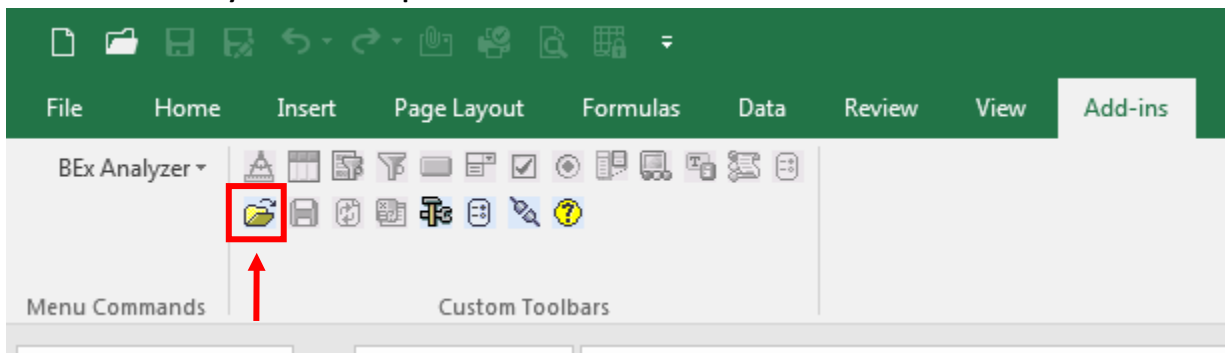 File Home Insert Page Layout Formulas Data Review View Add-ins
BEx Analyzer
Menu Commands Custom Toolbars